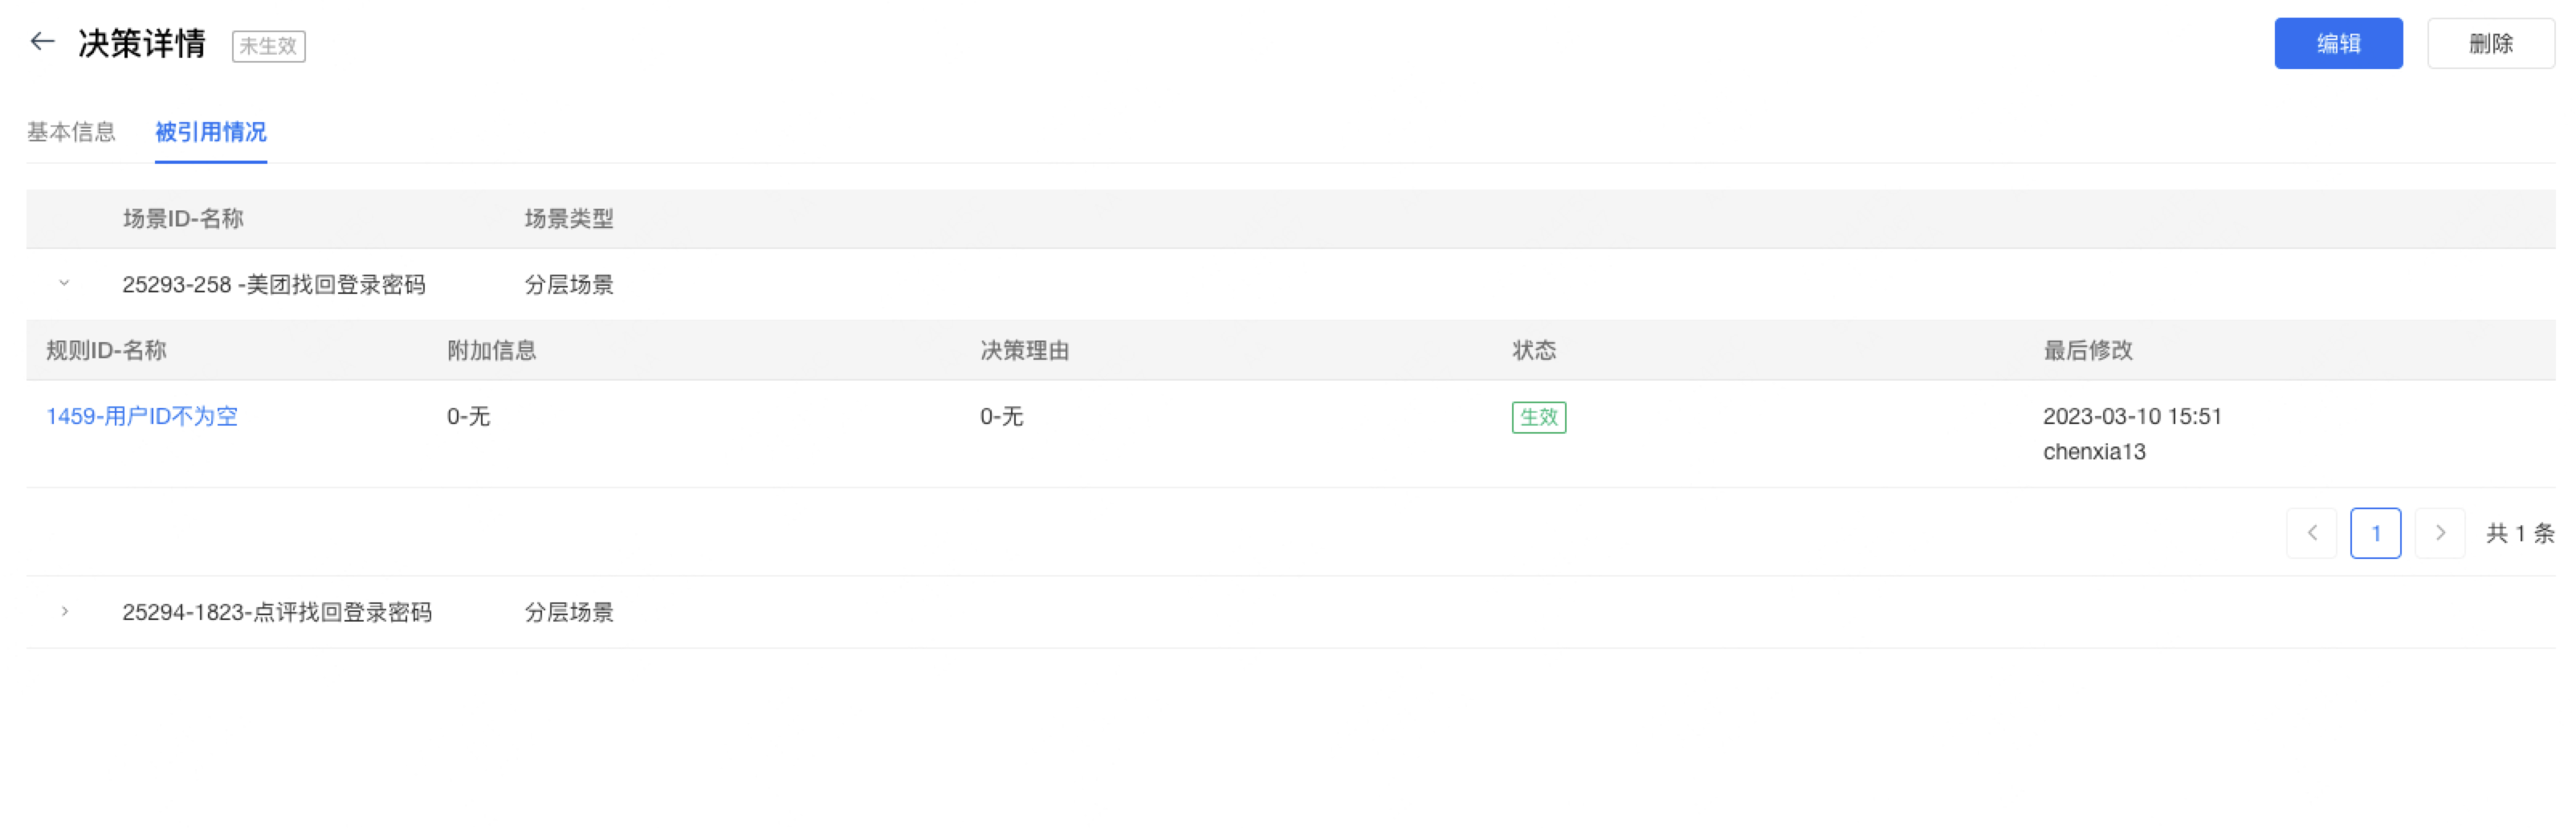 决策详情 未生效 编辑 删除
基本信息 被引用情况
场景ID-名称 场景类型
25293-258 -美团找回登录密码 分层场景
规则ID-名称 附加信息 决策理由 状态 最后修改
1459-用户ID不为空 0-无 0-无 生效 2023-03-10 15:51
chenxia13
1 共 1 条
25294-1823-点评找回登录密码 分层场景